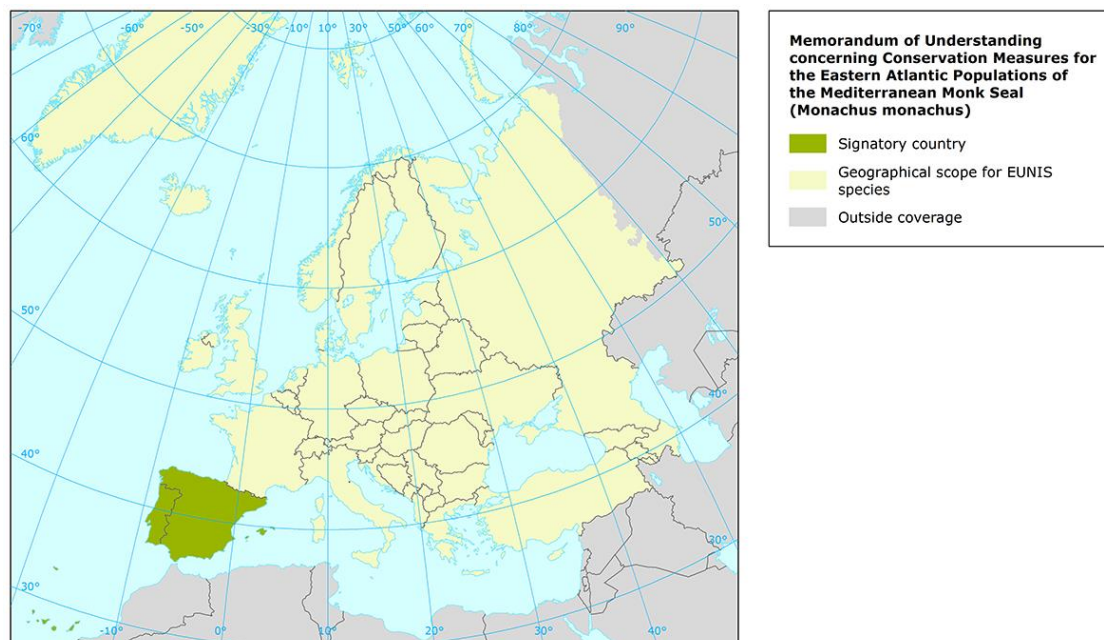 -70°
-60°
-50°
-30°
-10°
10°
30°
50°
60°
70°
90°
60°
50°
50°
40°
40°
30°
30°
-10°
0°
10°
20°
30°
40°
Memorandum of Understanding
concerning Conservation Measures for
the Eastern Atlantic Populations of
the Mediterranean Monk Seal
(Monachus monachus)
Signatory country
Geographical scope for EUNIS
species
Outside coverage